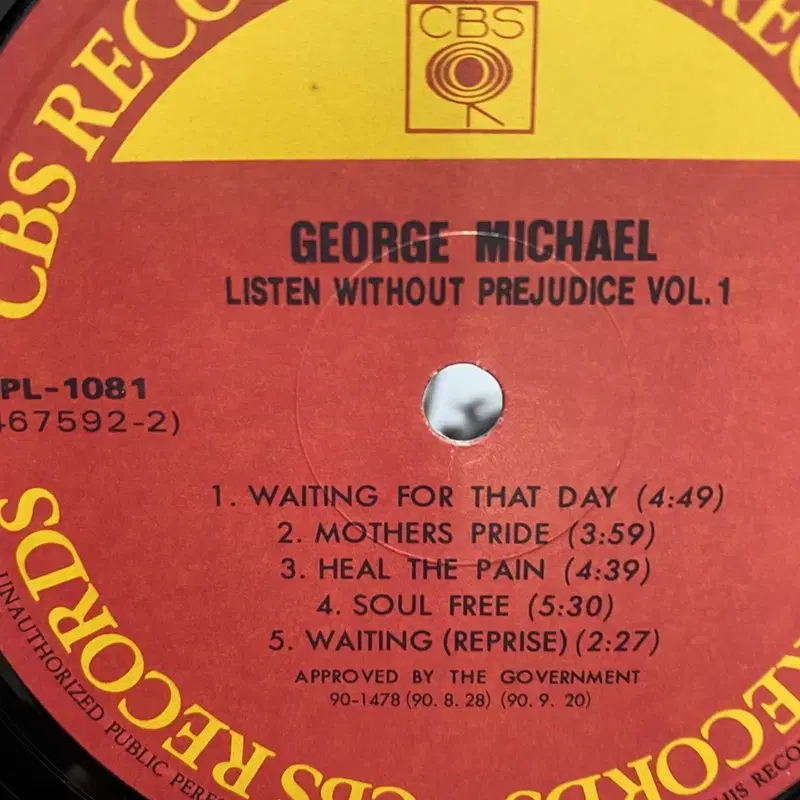 CBS RECORDS
CBS
GEORGE MICHAEL
LISTEN WITHOUT PREJUDICE VOL. 1
PL-1081
467592-2)
1. WAITING FOR THAT DAY (4:49)
2. MOTHERS PRIDE (3:59)
3. HEAL THE PAIN (4:39)
4. SOUL FREE (5:30)
5. WAITING (REPRISE) (2:27)
APPROVED BY THE GOVERNMENT
90-1478 (90. 8. 28) (90. 9. 20)
CBS RECORDS
RECORDS
RECORDS
UNAUTHORIZED PUBLIC